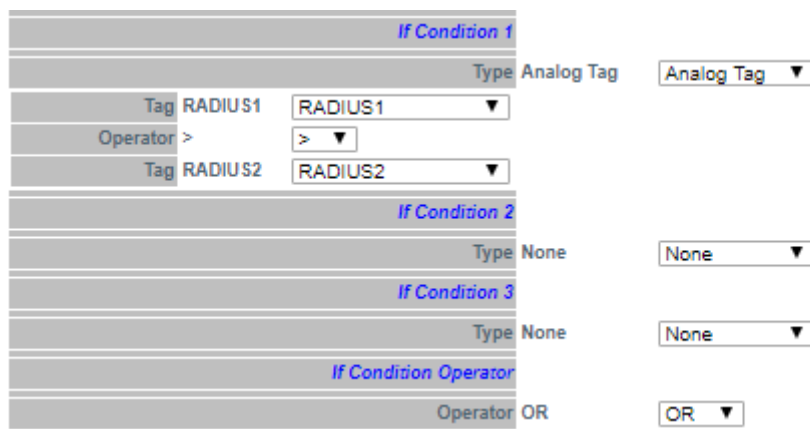 If Condition 1
Type Analog Tag Analog Tag
Tag RADIUS1 RADIUS1
Operator > >
Tag RADIUS2 RADIUS2
If Condition 2
Type None None
If Condition 3
Type None None
If Condition Operator
Operator OR OR